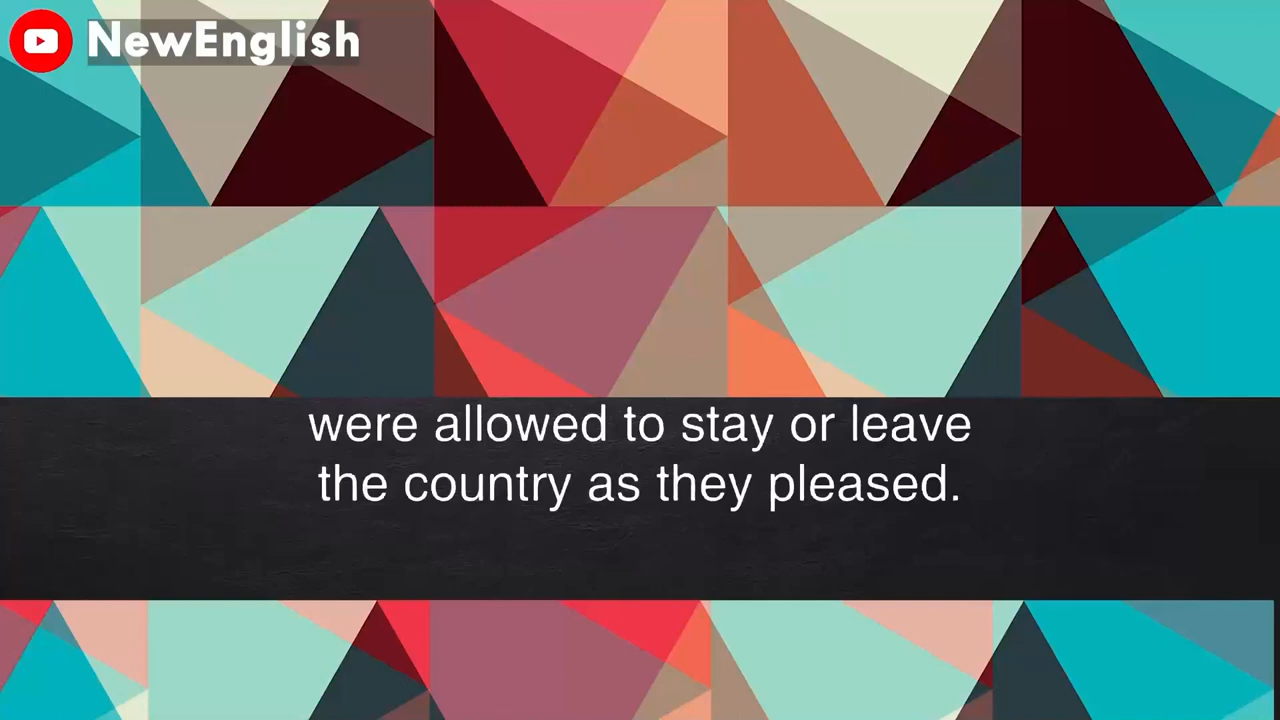 NewEnglish
were allowed to stay or leave
the country as they pleased.